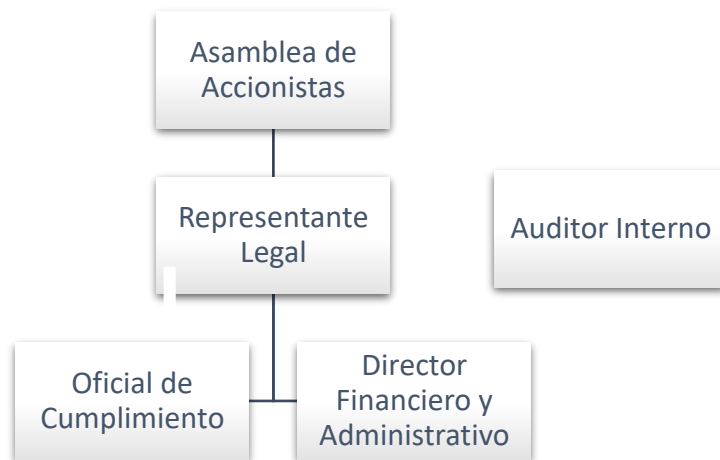 Asamblea de
Accionistas
Representante
Legal
Auditor Interno
Oficial de
Cumplimiento
Director
Financiero y
Administrativo